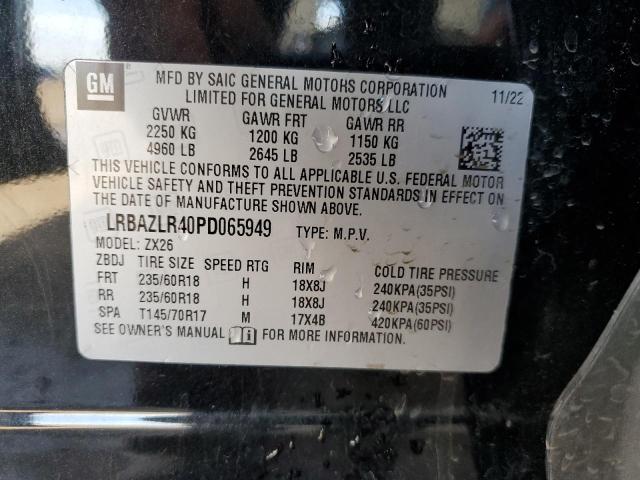 GM
MFD BY SAIC GENERAL MOTORS CORPORATION
LIMITED FOR GENERAL MOTORS LLC
11/22
GVWR GAWR FRT GAWR RR
2250 KG 1200 KG 1150 KG
4960 LB 2645 LB 2535 LB
THIS VEHICLE CONFORMS TO ALL APPLICABLE U.S. FEDERAL MOTOR
VEHICLE SAFETY AND THEFT PREVENTION STANDARDS IN EFFECT ON
THE DATE OF MANUFACTURE SHOWN ABOVE.
LRBAZLR40PD065949 TYPE: M.P.V.
MODEL: ZX26
ZBDJ TIRE SIZE SPEED RTG RIM COLD TIRE PRESSURE
FRT 235/60R18 H 18X8J 240KPA(35PSI)
RR 235/60R18 H 18X8J 240KPA(35PSI)
SPA T145/70R17 M 17X4B 420KPA(60PSI)
SEE OWNER'S MANUAL FOR MORE INFORMATION.